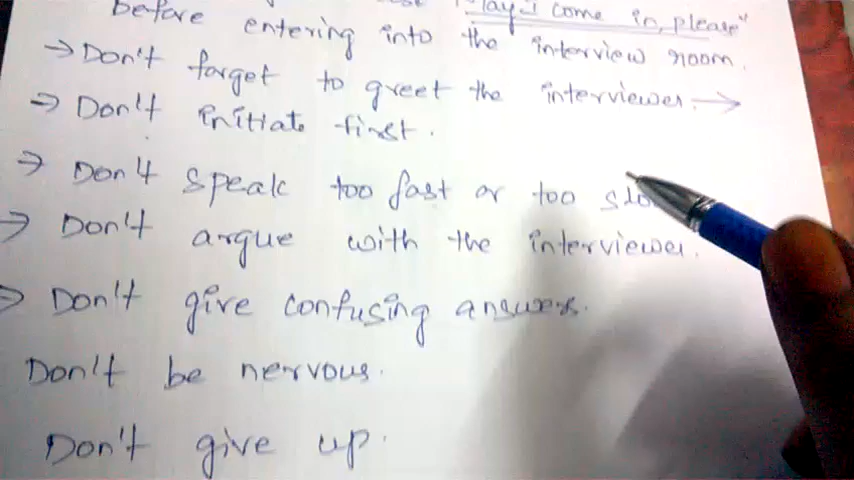 May I come in, please"
before entering into the interview room.
→ Don't forget to greet the interviewer. →
→ Don't initiate first.
→ Don't speak too fast or too
→ Don't argue with the interviewer.
→ Don't give confusing answers.
Don't be nervous.
Don't give up.